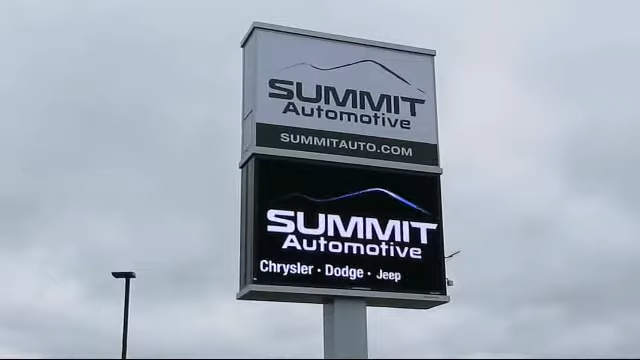 SUMMIT
Automotive
SUMMITAUTO.COM
SUMMIT
Automotive
Chrysler · Dodge · Jeep